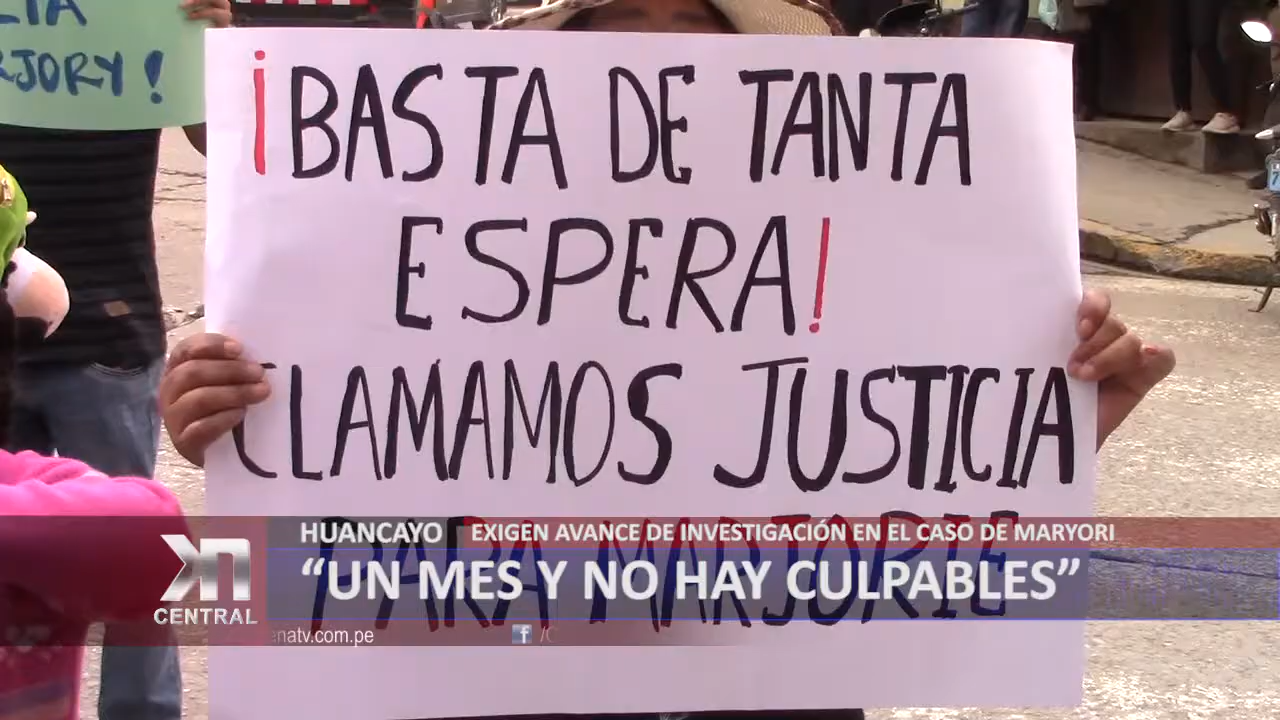 RJORY!
¡BASTA DE TANTA
ESPERA!
CLAMAMOS JUSTICIA
PARA MARJORIE
HUANCAYO EXIGEN AVANCE DE INVESTIGACIÓN EN EL CASO DE MARYORI
“UN MES Y NO HAY CULPABLES”
CENTRAL
enatv.com.pe